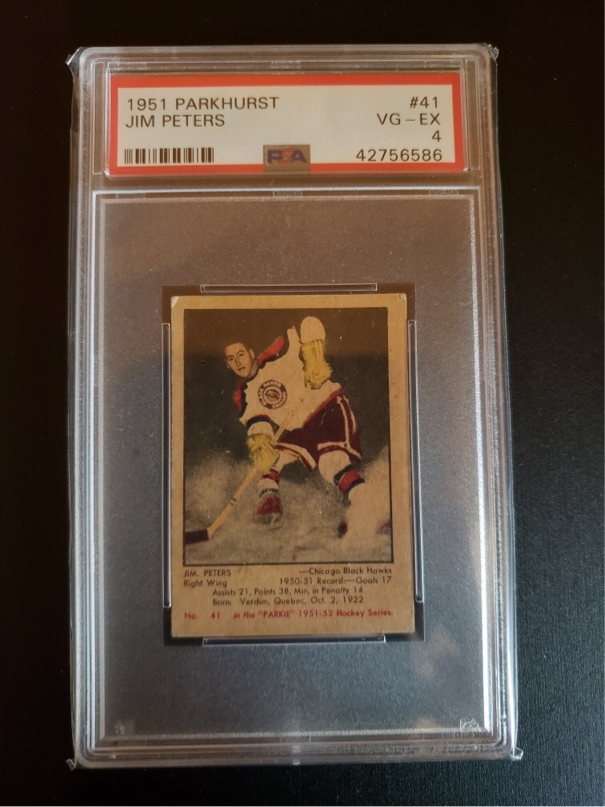 1951 PARKHURST #41
JIM PETERS VG - EX
4
PSA 42756586
JIM. PETERS —Chicago Black Hawks
Right Wing 1950-51 Record:—Goals 17
Assists 21, Points 38, Min. in Penalty 14
Born: Verdun, Quebec, Oct. 2, 1922
No. 41 in the "PARKIE" 1951-52 Hockey Series.